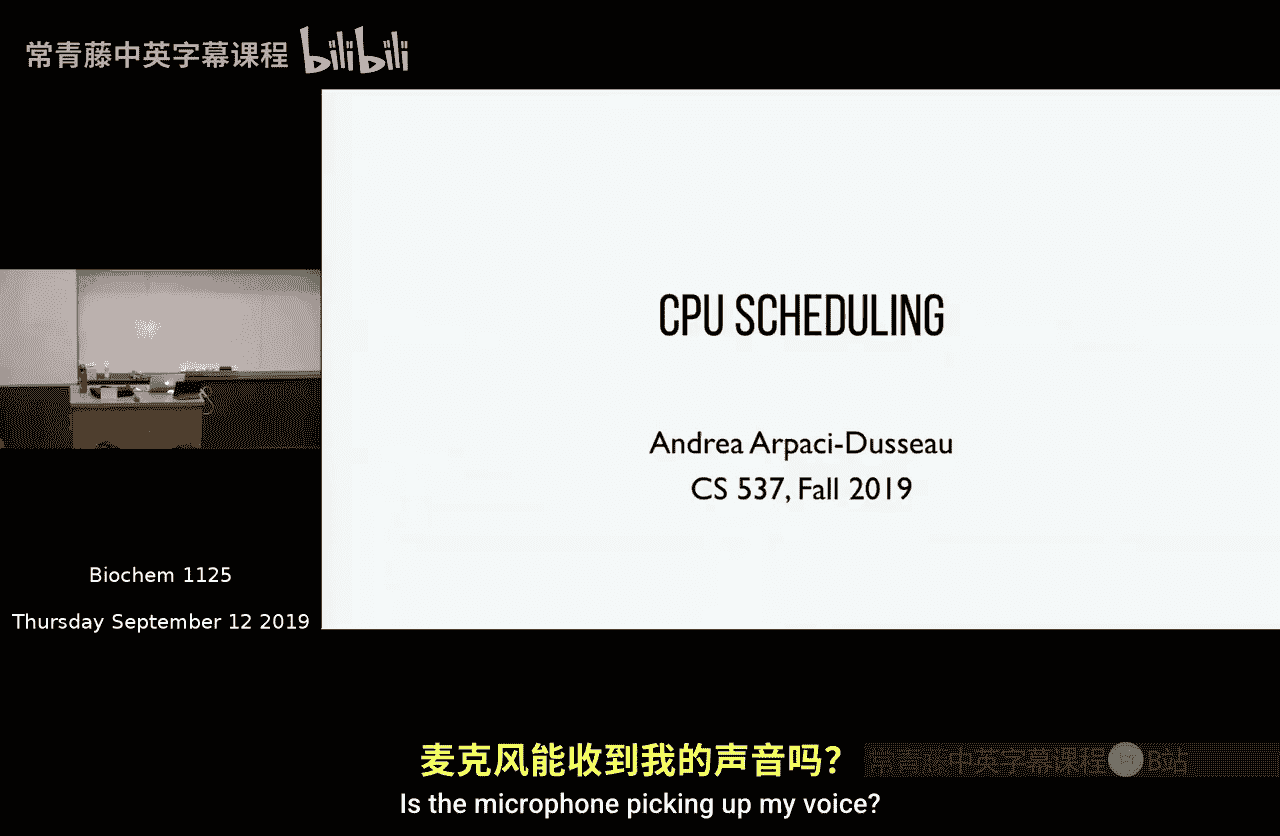 常青藤中英字幕课程 bilibili
CPU SCHEDULING
Andrea Arpaci-Dusseau
CS 537, Fall 2019
Biochem 1125
Thursday September 12 2019
麦克风能收到我的声音吗?
常青藤中英字幕课程 B站
Is the microphone picking up my voice?